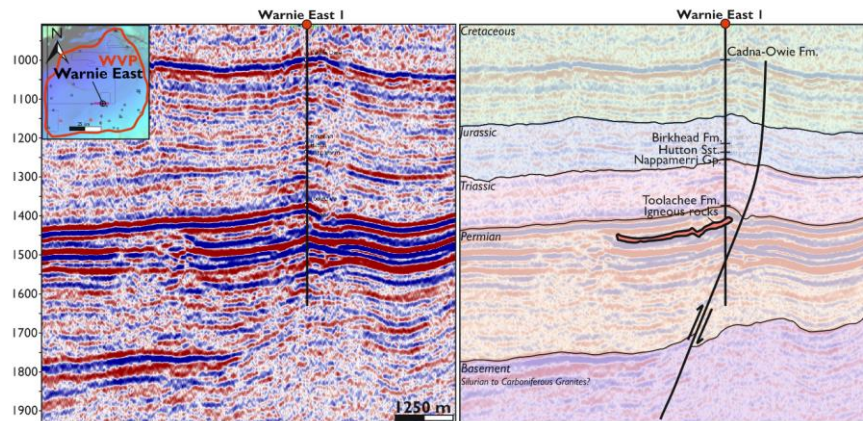 Warnie East 1
N
WVP
Warnie East
1000
1100
1200
1300
1400
1500
1600
1700
1800
1900
1250 m
Warnie East 1
Cretaceous
Cadna-Owie Fm.
Jurassic
Birkhead Fm.
Hutton Sst.
Nappamerri Gp.
Triassic
Toolachee Fm.
Igneous rocks
Permian
Basement
Silurian to Carboniferous Granites?